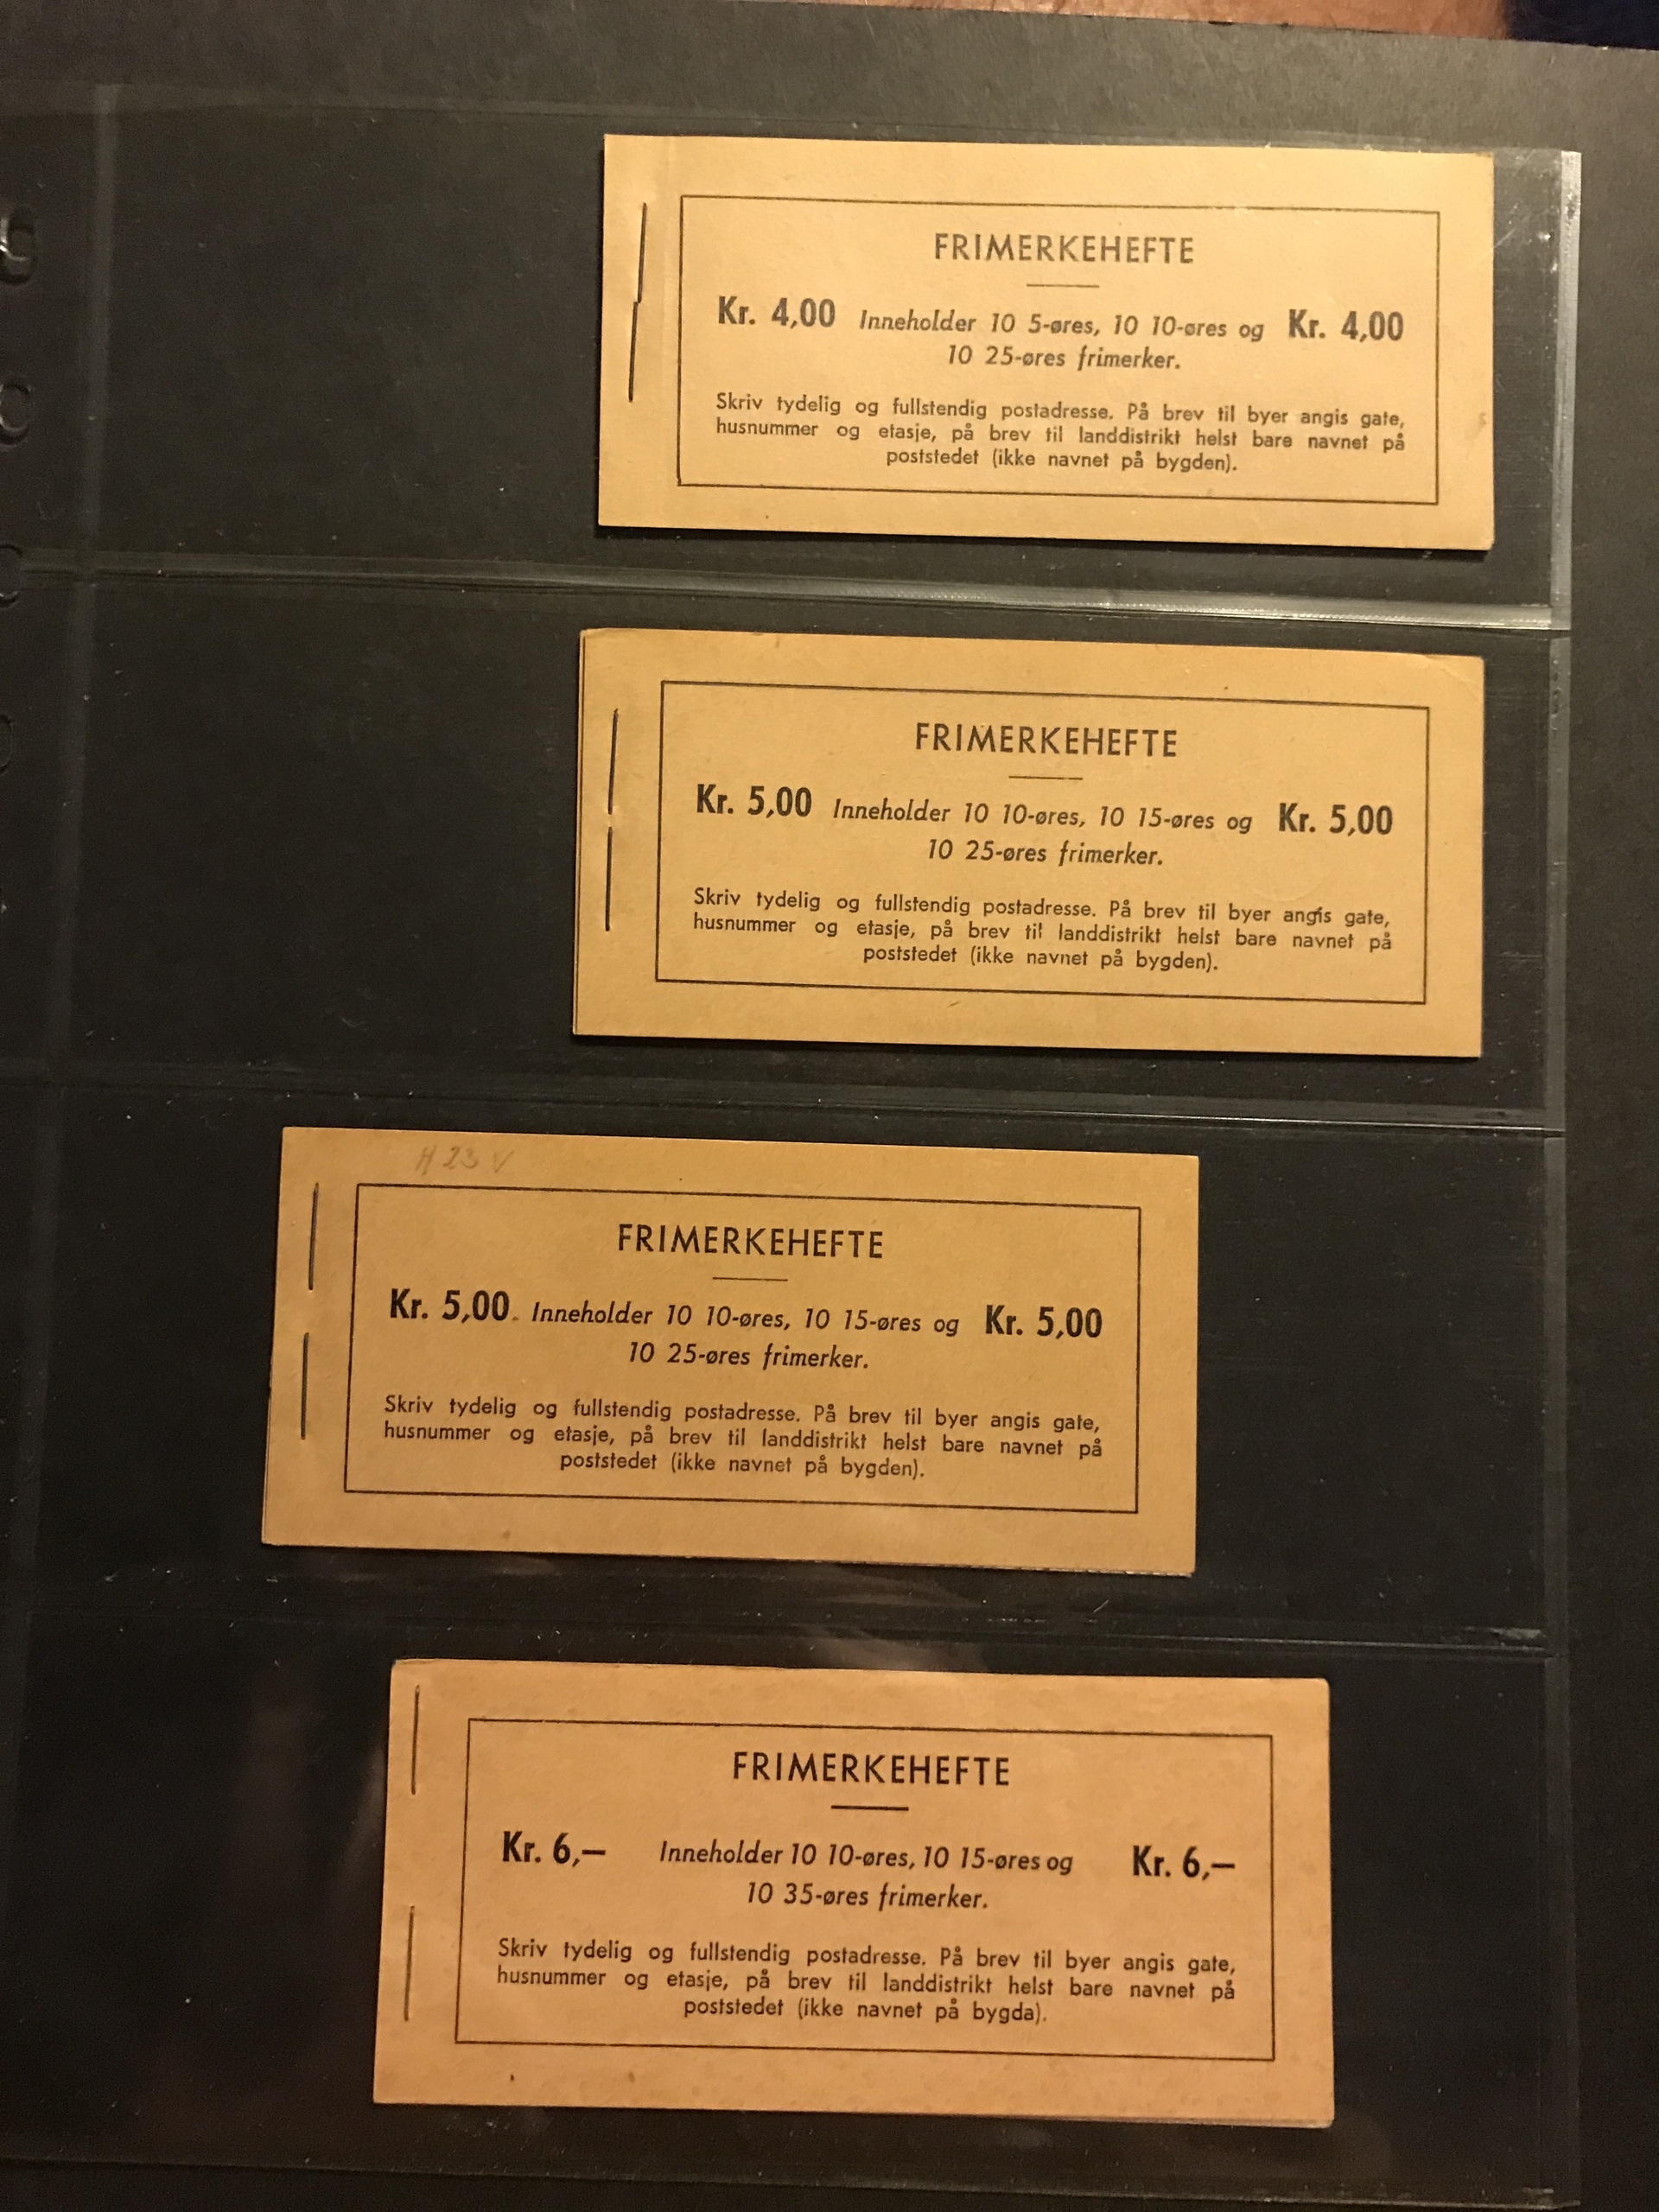 FRIMERKEHEFTE
Kr. 4,00 Inneholder 10 5-øres, 10 10-øres og Kr. 4,00
10 25-øres frimerker.
Skriv tydelig og fullstendig postadresse. På brev til byer angis gate,
husnummer og etasje, på brev til landdistrikt helst bare navnet på
poststedet (ikke navnet på bygden).
FRIMERKEHEFTE
Kr. 5,00 Inneholder 10 10-øres, 10 15-øres og Kr. 5,00
10 25-øres frimerker.
Skriv tydelig og fullstendig postadresse. På brev til byer angis gate,
husnummer og etasje, på brev til landdistrikt helst bare navnet på
poststedet (ikke navnet på bygden).
H 23 V
FRIMERKEHEFTE
Kr. 5,00 Inneholder 10 10-øres, 10 15-øres og Kr. 5,00
10 25-øres frimerker.
Skriv tydelig og fullstendig postadresse. På brev til byer angis gate,
husnummer og etasje, på brev til landdistrikt helst bare navnet på
poststedet (ikke navnet på bygden).
FRIMERKEHEFTE
Kr. 6,— Inneholder 10 10-øres, 10 15-øres og Kr. 6,—
10 35-øres frimerker.
Skriv tydelig og fullstendig postadresse. På brev til byer angis gate,
husnummer og etasje, på brev til landdistrikt helst bare navnet på
poststedet (ikke navnet på bygda).